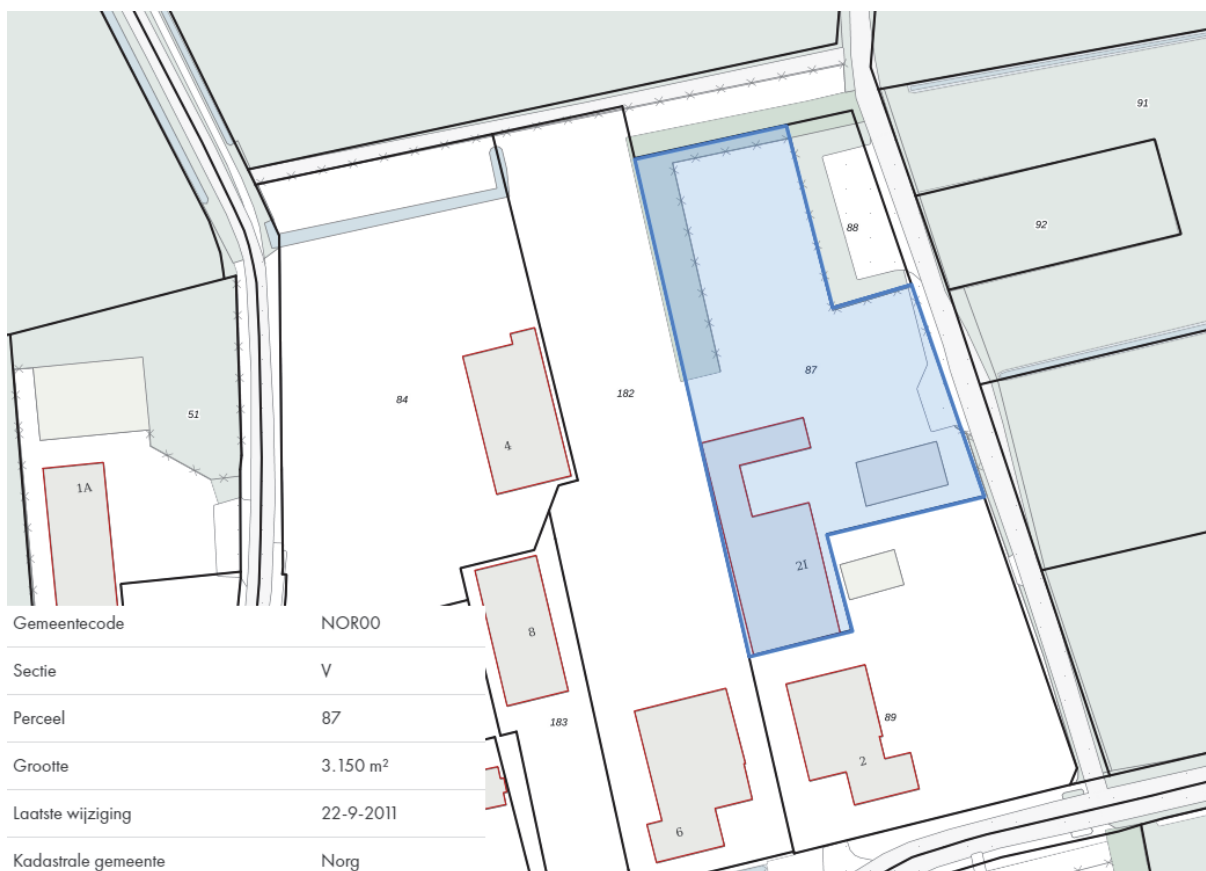 91
92
88
87
51
84
182
4
1A
2I
8
183
89
2
6
Gemeentecode NOR00
Sectie V
Perceel 87
Grootte 3.150 m²
Laatste wijziging 22-9-2011
Kadastrale gemeente Norg